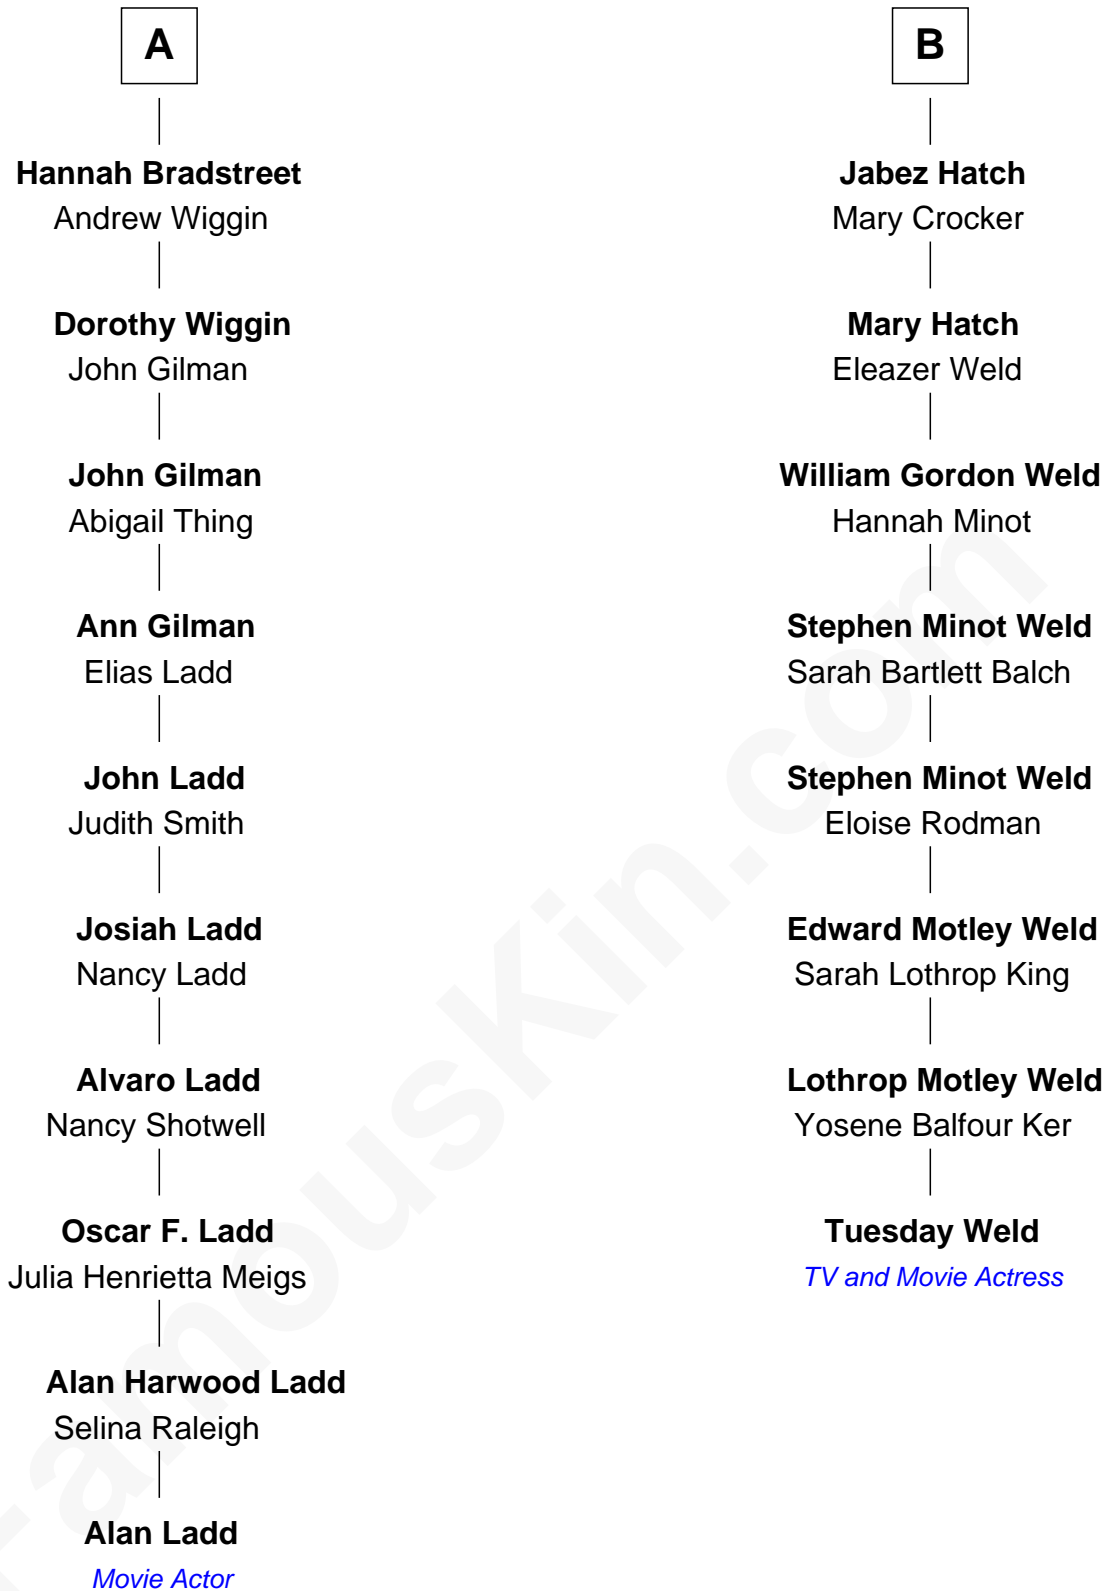 A
Hannah Bradstreet
Andrew Wiggin
Dorothy Wiggin
John Gilman
John Gilman
Abigail Thing
Ann Gilman
Elias Ladd
John Ladd
Judith Smith
Josiah Ladd
Nancy Ladd
Alvaro Ladd
Nancy Shotwell
Oscar F. Ladd
Julia Henrietta Meigs
Alan Harwood Ladd
Selina Raleigh
Alan Ladd
Movie Actor
B
Jabez Hatch
Mary Crocker
Mary Hatch
Eleazer Weld
William Gordon Weld
Hannah Minot
Stephen Minot Weld
Sarah Bartlett Balch
Stephen Minot Weld
Eloise Rodman
Edward Motley Weld
Sarah Lothrop King
Lothrop Motley Weld
Yosene Balfour Ker
Tuesday Weld
TV and Movie Actress
FamousKin.com